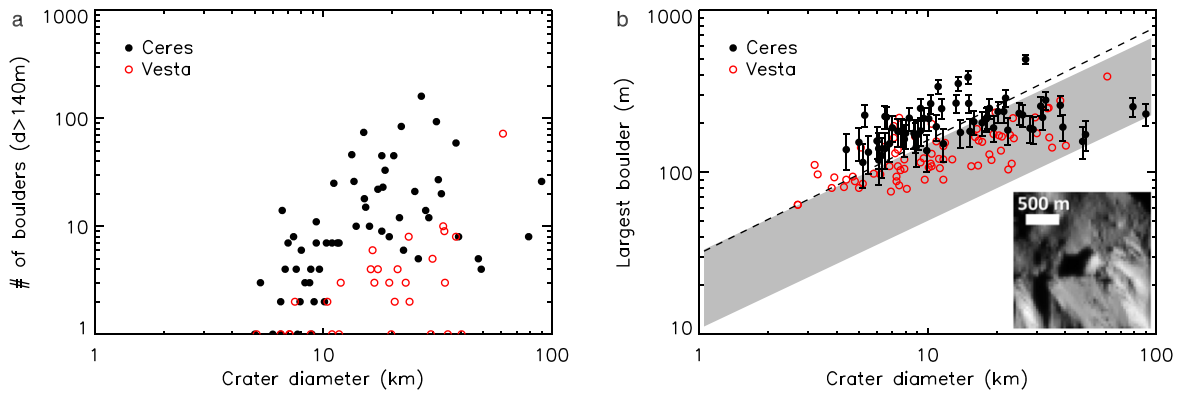 a
# of boulders (d>140m)
1000
100
10
1
Ceres
Vesta
1
10
100
Crater diameter (km)
b
Largest boulder (m)
1000
100
10
Ceres
Vesta
500 m
1
10
100
Crater diameter (km)